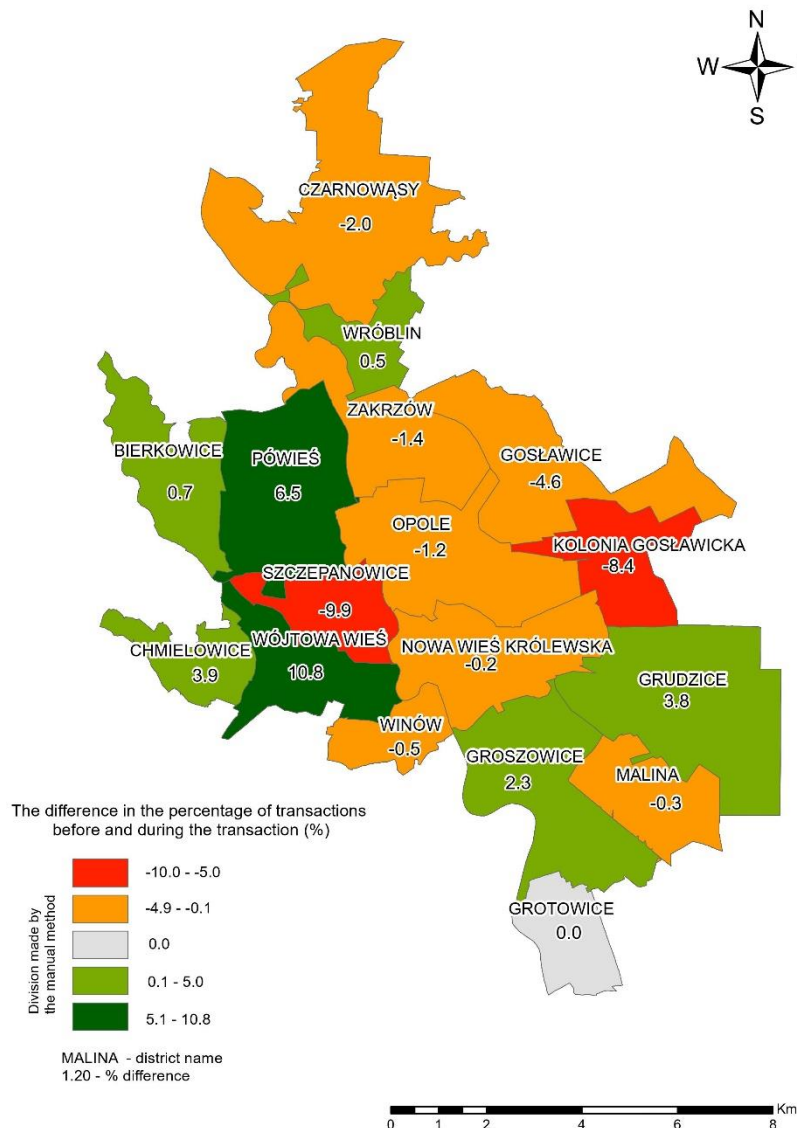 N
W
S
CZARNOWĄSY
-2.0
WRÓBLIN
0.5
ZAKRZÓW
-1.4
GOSŁAWICE
-4.6
BIERKOWICE
0.7
PÓWIEŚ
6.5
OPOLE
-1.2
KOLONIA GOSŁAWICKA
-8.4
SZCZEPANOWICE
-9.9
CHMIELOWICE
3.9
WÓJTOWA WIEŚ
10.8
NOWA WIEŚ KRÓLEWSKA
-0.2
GRUDZICE
3.8
WINÓW
-0.5
GROSZOWICE
2.3
MALINA
-0.3
GROTOWICE
0.0
The difference in the percentage of transactions
before and during the transaction (%)
Division made by
the manual method
-10.0 - -5.0
-4.9 - -0.1
0.0
0.1 - 5.0
5.1 - 10.8
MALINA - district name
1.20 - % difference
Km
0 1 2 4 6 8